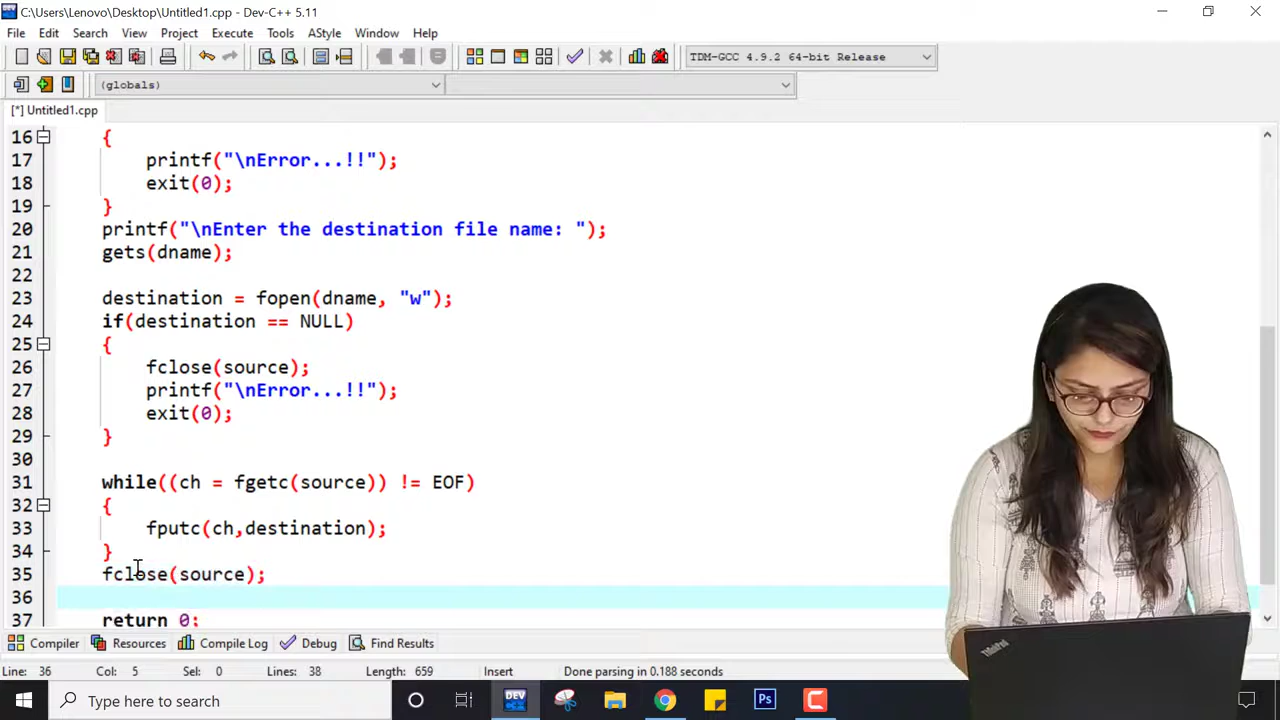 C:\Users\Lenovo\Desktop\Untitled1.cpp - Dev-C++ 5.11
File Edit Search View Project Execute Tools AStyle Window Help
TDM-GCC 4.9.2 64-bit Release
(globals)
[*] Untitled1.cpp
16 {
17 printf("\nError...!!");
18 exit(0);
19 }
20 printf("\nEnter the destination file name: ");
21 gets(dname);
22
23 destination = fopen(dname, "w");
24 if(destination == NULL)
25 {
26 fclose(source);
27 printf("\nError...!!");
28 exit(0);
29 }
30
31 while((ch = fgetc(source)) != EOF)
32 {
33 fputc(ch,destination);
34 }
35 fclose(source);
36
37 return 0;
Compiler Resources Compile Log Debug Find Results
Line: 36 Col: 5 Sel: 0 Lines: 38 Length: 659 Insert Done parsing in 0.188 seconds
Type here to search DEV Ps
ThinkPad